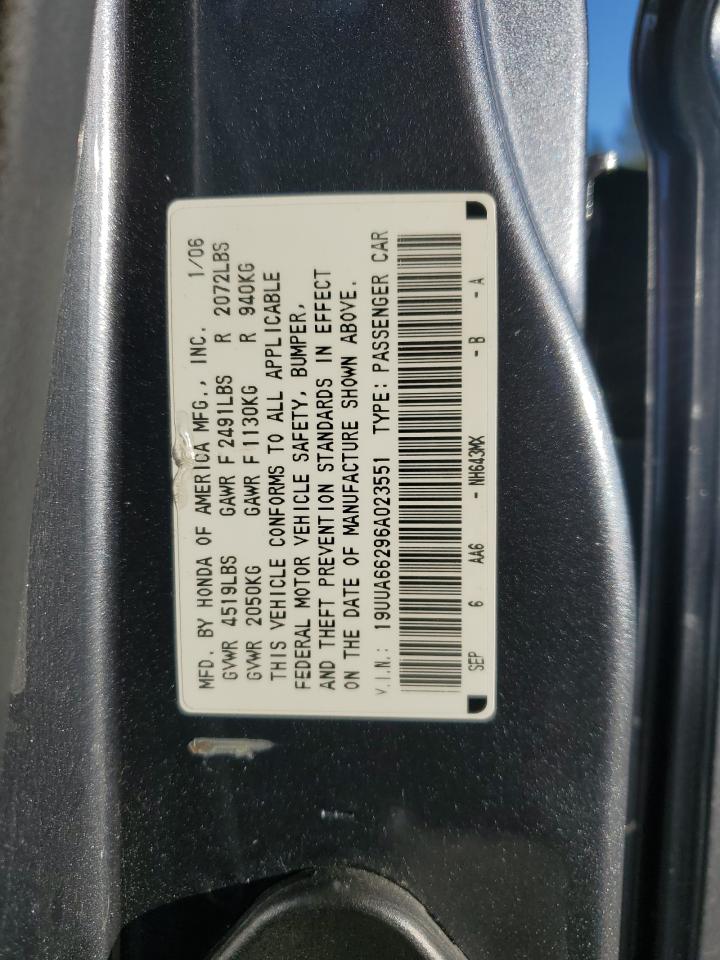 MFD. BY HONDA OF AMERICA MFG., INC. 1/06
GVWR 4519LBS GAWR F 2491LBS R 2072LBS
GVWR 2050KG GAWR F 1130KG R 940KG
THIS VEHICLE CONFORMS TO ALL APPLICABLE
FEDERAL MOTOR VEHICLE SAFETY, BUMPER,
AND THEFT PREVENTION STANDARDS IN EFFECT
ON THE DATE OF MANUFACTURE SHOWN ABOVE.
V.I.N.: 19UUA66296A023551 TYPE: PASSENGER CAR
SEP 6 AA6 - NH643MX - B - A